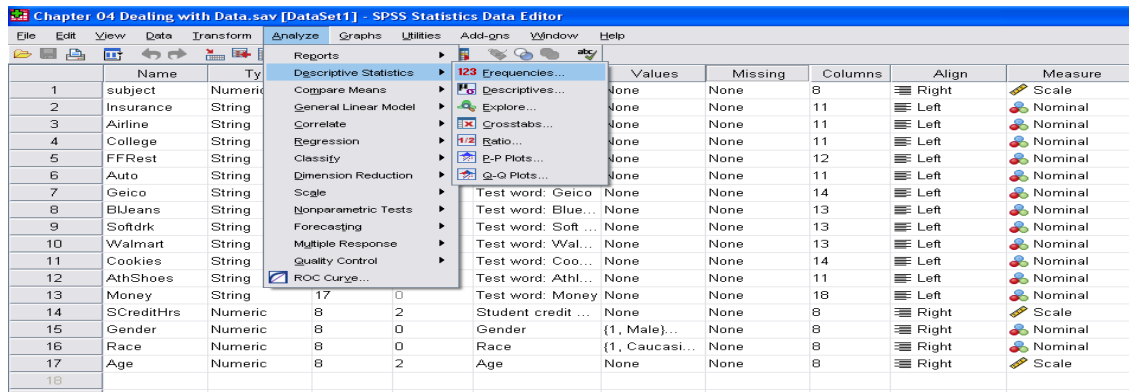 Chapter 04 Dealing with Data.sav [DataSet1] - SPSS Statistics Data Editor
File Edit View Data Transform Analyze Graphs Utilities Add-ons Window Help
Name Ty Values Missing Columns Align Measure
Reports
Descriptive Statistics
Compare Means
General Linear Model
Correlate
Regression
Classify
Dimension Reduction
Scale
Nonparametric Tests
Forecasting
Multiple Response
Quality Control
ROC Curve...
123 Frequencies...
Descriptives...
Explore...
Crosstabs...
1/2 Ratio...
P-P Plots...
Q-Q Plots...
1 subject Numeric None None 8 Right Scale
2 Insurance String None None 11 Left Nominal
3 Airline String None None 11 Left Nominal
4 College String None None 11 Left Nominal
5 FFRest String None None 12 Left Nominal
6 Auto String None None 11 Left Nominal
7 Geico String Test word: Geico None None 14 Left Nominal
8 BlJeans String Test word: Blue... None None 13 Left Nominal
9 Softdrk String Test word: Soft ... None None 13 Left Nominal
10 Walmart String Test word: Wal... None None 13 Left Nominal
11 Cookies String Test word: Coo... None None 14 Left Nominal
12 AthShoes String Test word: Athl... None None 11 Left Nominal
13 Money String 17 0 Test word: Money None None 18 Left Nominal
14 SCreditHrs Numeric 8 2 Student credit ... None None 8 Right Scale
15 Gender Numeric 8 0 Gender {1, Male}... None 8 Right Nominal
16 Race Numeric 8 0 Race {1, Caucasi... None 8 Right Nominal
17 Age Numeric 8 2 Age None None 8 Right Scale
18